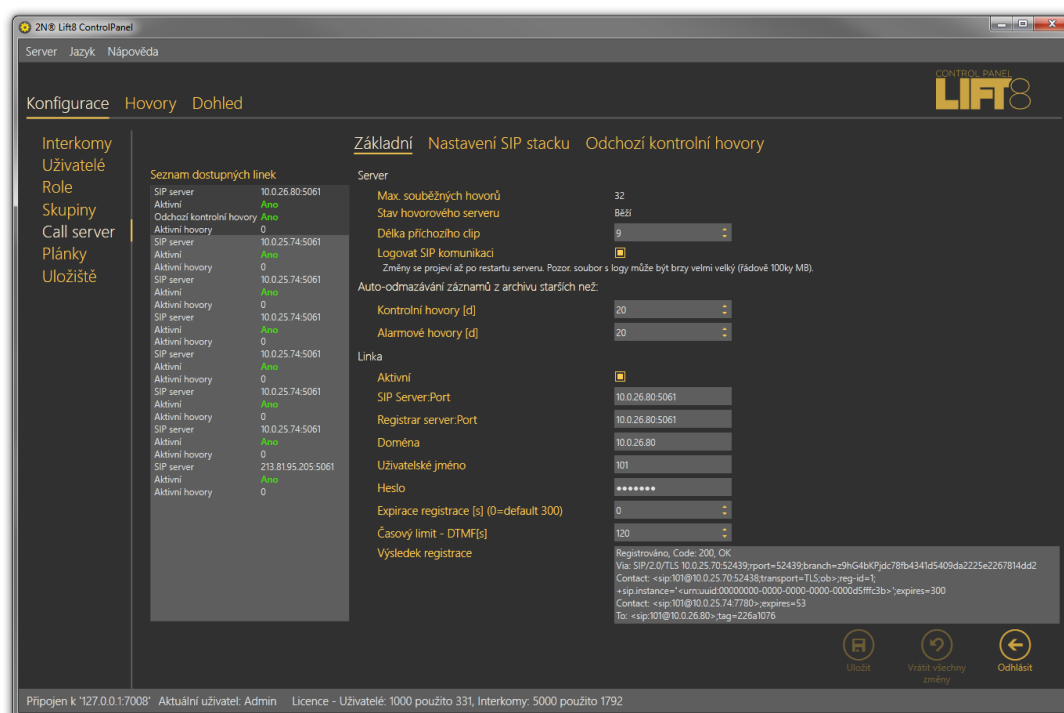 2N® Lift8 ControlPanel
Server Jazyk Nápověda
CONTROL PANEL
LIFT8
Konfigurace Hovory Dohled
Interkomy
Uživatelé
Role
Skupiny
Call server
Plánky
Uložiště
Seznam dostupných linek
SIP server 10.0.26.80:5061
Aktivní Ano
Odchozí kontrolní hovory Ano
Aktivní hovory 0
SIP server 10.0.25.74:5061
Aktivní Ano
Aktivní hovory 0
SIP server 10.0.25.74:5061
Aktivní Ano
Aktivní hovory 0
SIP server 10.0.25.74:5061
Aktivní Ano
Aktivní hovory 0
SIP server 10.0.25.74:5061
Aktivní Ano
Aktivní hovory 0
SIP server 10.0.25.74:5061
Aktivní Ano
Aktivní hovory 0
SIP server 10.0.25.74:5061
Aktivní Ano
Aktivní hovory 0
SIP server 213.81.95.205:5061
Aktivní Ano
Aktivní hovory 0
Základní Nastavení SIP stacku Odchozí kontrolní hovory
Server
Max. souběžných hovorů 32
Stav hovorového serveru Běží
Délka příchozího clip 9
Logovat SIP komunikaci
Změny se projeví až po restartu serveru. Pozor. soubor s logy může být brzy velmi velký (řádově 100ky MB).
Auto-odmazávání záznamů z archivu starších než:
Kontrolní hovory [d] 20
Alarmové hovory [d] 20
Linka
Aktivní
SIP Server:Port 10.0.26.80:5061
Registrar server:Port 10.0.26.80:5061
Doména 10.0.26.80
Uživatelské jméno 101
Heslo •••••••
Expirace registrace [s] (0=default 300) 0
Časový limit - DTMF[s] 120
Výsledek registrace
Registrováno, Code: 200, OK
Via: SIP/2.0/TLS 10.0.25.70:52439;rport=52439;branch=z9hG4bKPjdc78fb4341d5409da2225e2267814dd2
Contact: <sip:101@10.0.25.70:52438;transport=TLS;ob>;reg-id=1;
+sip.instance='<urn:uuid:00000000-0000-0000-0000-0000d5fffc3b>';expires=300
Contact: <sip:101@10.0.25.74:7780>;expires=53
To: <sip:101@10.0.26.80>;tag=226a1076
Uložit
Vrátit všechny
změny
Odhlásit
Připojen k '127.0.0.1:7008' Aktuální uživatel: Admin Licence - Uživatelé: 1000 použito 331, Interkomy: 5000 použito 1792